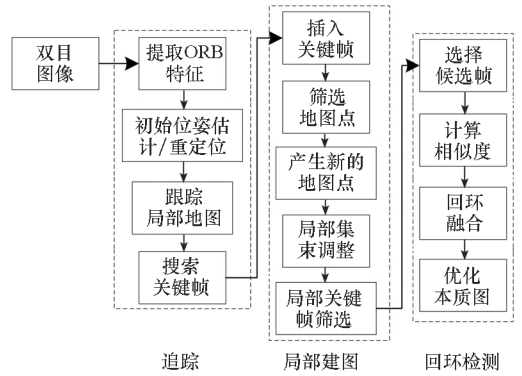 双目
图像
提取ORB
特征
初始位姿估
计/重定位
跟踪
局部地图
搜索
关键帧
追踪
插入
关键帧
筛选
地图点
产生新的
地图点
局部集
束调整
局部关键
帧筛选
局部建图
选择
候选帧
计算
相似度
回环
融合
优化
本质图
回环检测